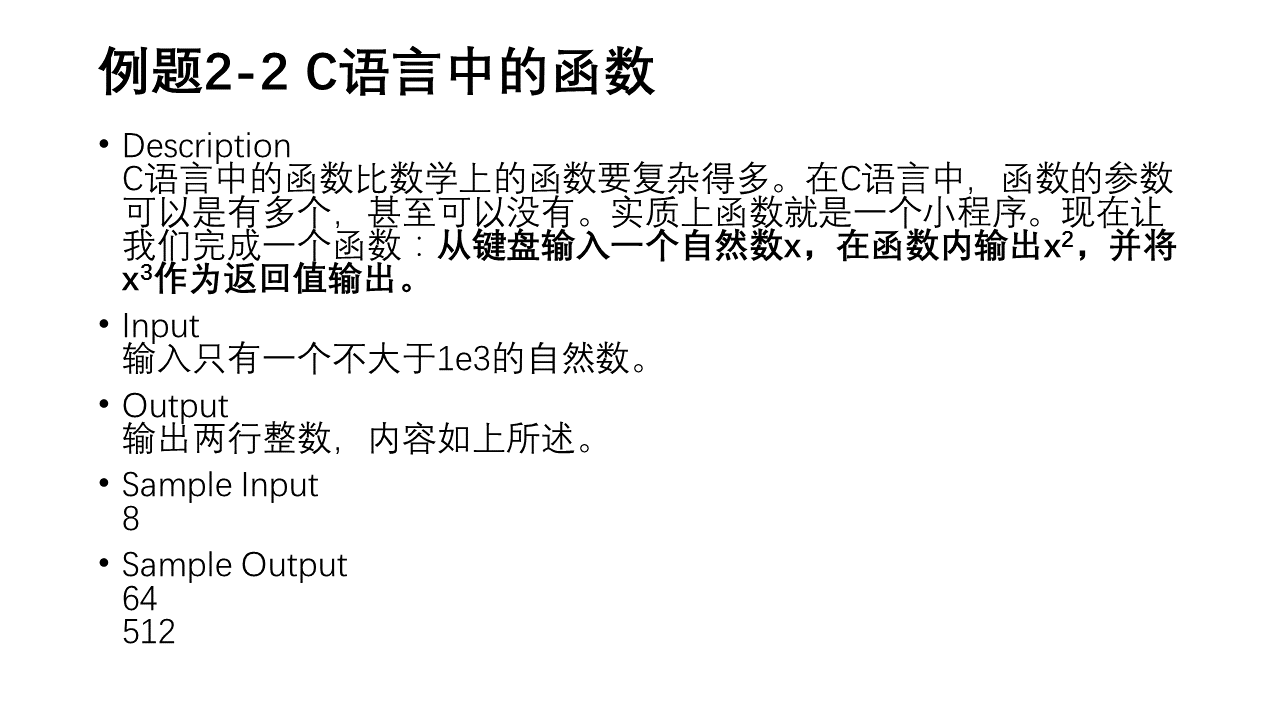 例题2-2 C语言中的函数
• Description
C语言中的函数比数学上的函数要复杂得多。在C语言中，函数的参数
可以是有多个，甚至可以没有。实质上函数就是一个小程序。现在让
我们完成一个函数：从键盘输入一个自然数x，在函数内输出x²，并将
x³作为返回值输出。
• Input
输入只有一个不大于1e3的自然数。
• Output
输出两行整数，内容如上所述。
• Sample Input
8
• Sample Output
64
512